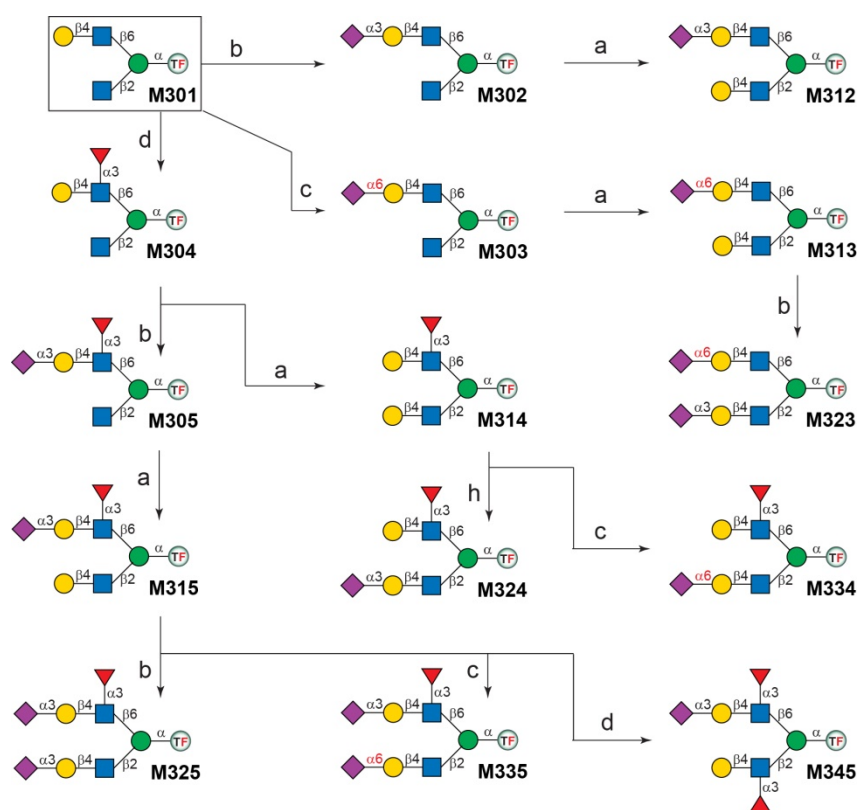 β4 β6 α TF β2 M301
b
α3 β4 β6 α TF β2 M302
a
α3 β4 β6 α TF β4 β2 M312
d
c
α3 β4 β6 α TF β2 M304
α6 β4 β6 α TF β2 M303
a
α6 β4 β6 α TF β4 β2 M313
b
a
b
α3 α3 β4 β6 α TF β2 M305
α3 β4 β6 α TF β4 β2 M314
α6 β4 β6 α TF α3 β4 β2 M323
a
h
c
α3 α3 β4 β6 α TF β4 β2 M315
α3 β4 β6 α TF α3 β4 β2 M324
α3 β4 β6 α TF α6 β4 β2 M334
b
c
d
α3 α3 β4 β6 α TF α3 β4 β2 M325
α3 α3 β4 β6 α TF α6 β4 β2 M335
α3 α3 β4 β6 α TF β4 β2 α3 M345